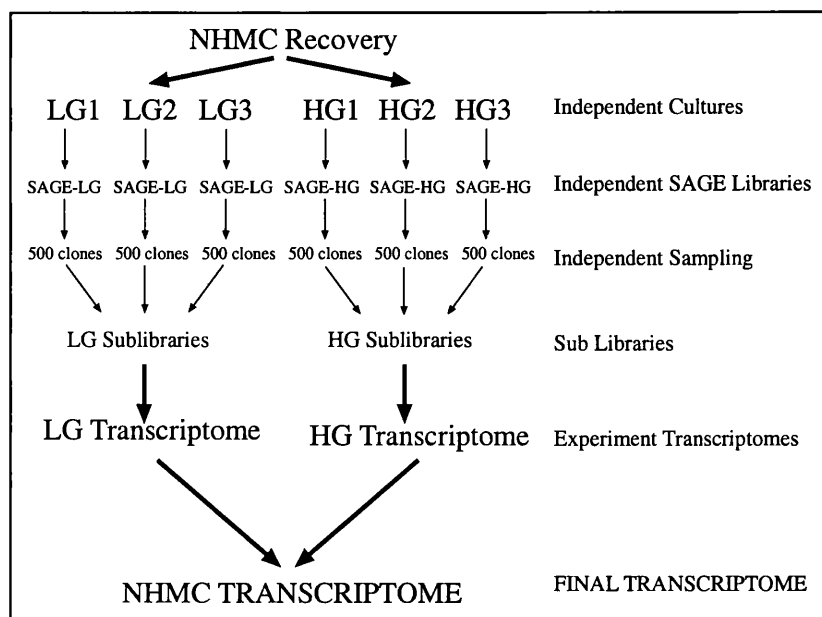 NHMC Recovery
LG1 LG2 LG3 HG1 HG2 HG3 Independent Cultures
SAGE-LG SAGE-LG SAGE-LG SAGE-HG SAGE-HG SAGE-HG Independent SAGE Libraries
500 clones 500 clones 500 clones 500 clones 500 clones 500 clones Independent Sampling
LG Sublibraries HG Sublibraries Sub Libraries
LG Transcriptome HG Transcriptome Experiment Transcriptomes
NHMC TRANSCRIPTOME FINAL TRANSCRIPTOME